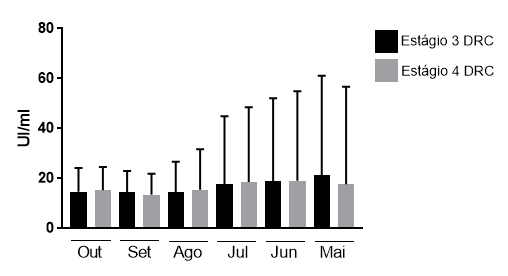 80
60
40
20
0
UI/ml
Estágio 3 DRC
Estágio 4 DRC
Out Set Ago Jul Jun Mai